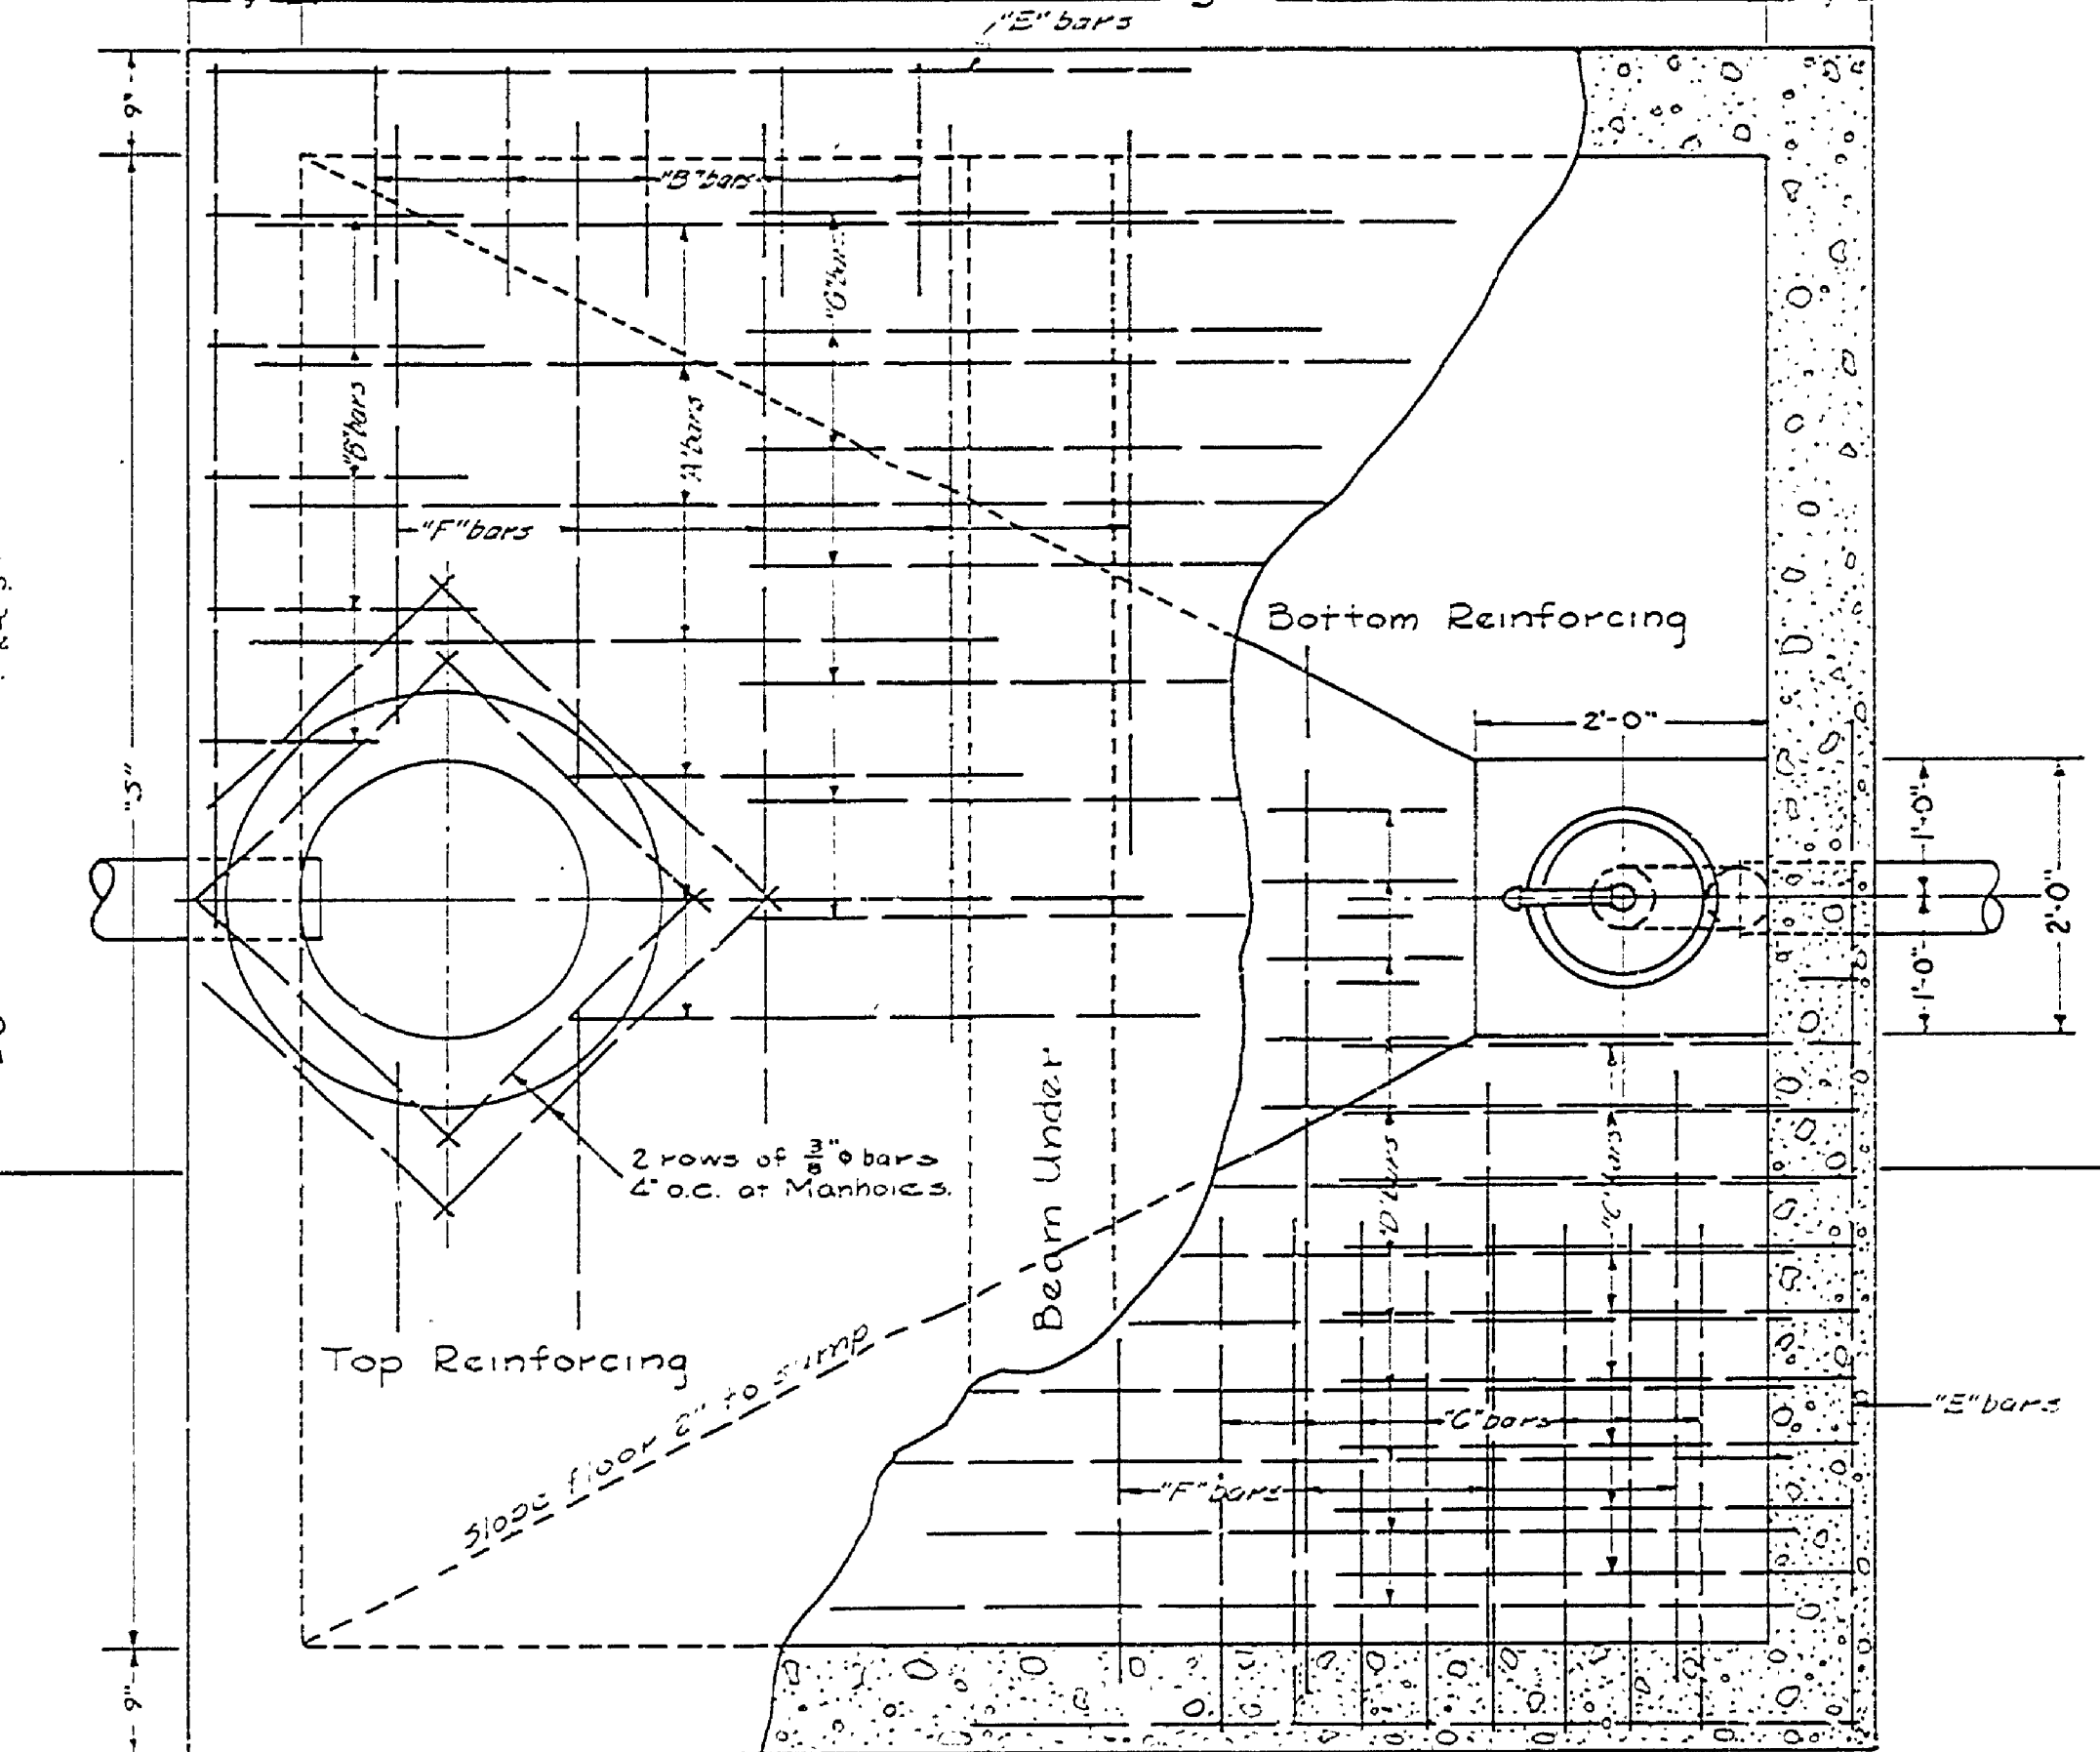 "E" bars
9"
"B" bars
"G" bars
"B" bars
"A" bars
"F" bars
Bottom Reinforcing
2'-0"
"S"
1'-0"
2'-0"
1'-0"
2 rows of 3/8" ⌀ bars
4" o.c. at Manholes.
Beam Under
"D" bars
"C" bars
Top Reinforcing
Slope floor 2" to sump
"C" bars
"E" bars
"F" bars
9"